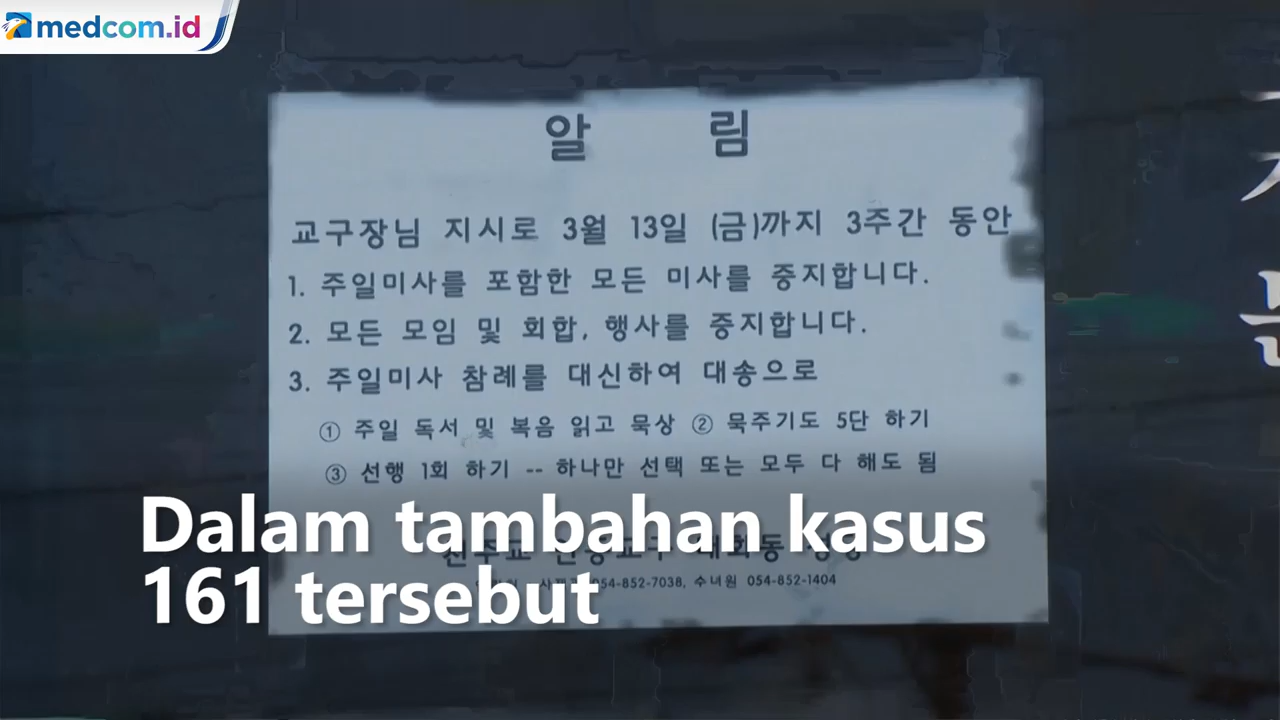 medcom.id
알 림
교구장님 지시로 3월 13일 (금)까지 3주간 동안
1. 주일미사를 포함한 모든 미사를 중지합니다.
2. 모든 모임 및 회합, 행사를 중지합니다.
3. 주일미사 참례를 대신하여 대송으로
① 주일 독서 및 복음 읽고 묵상 ② 묵주기도 5단 하기
③ 선행 1회 하기 -- 하나만 선택 또는 모두 다 해도 됨
Dalam tambahan kasus
161 tersebut
054-852-7038, 수녀원 054-852-1404